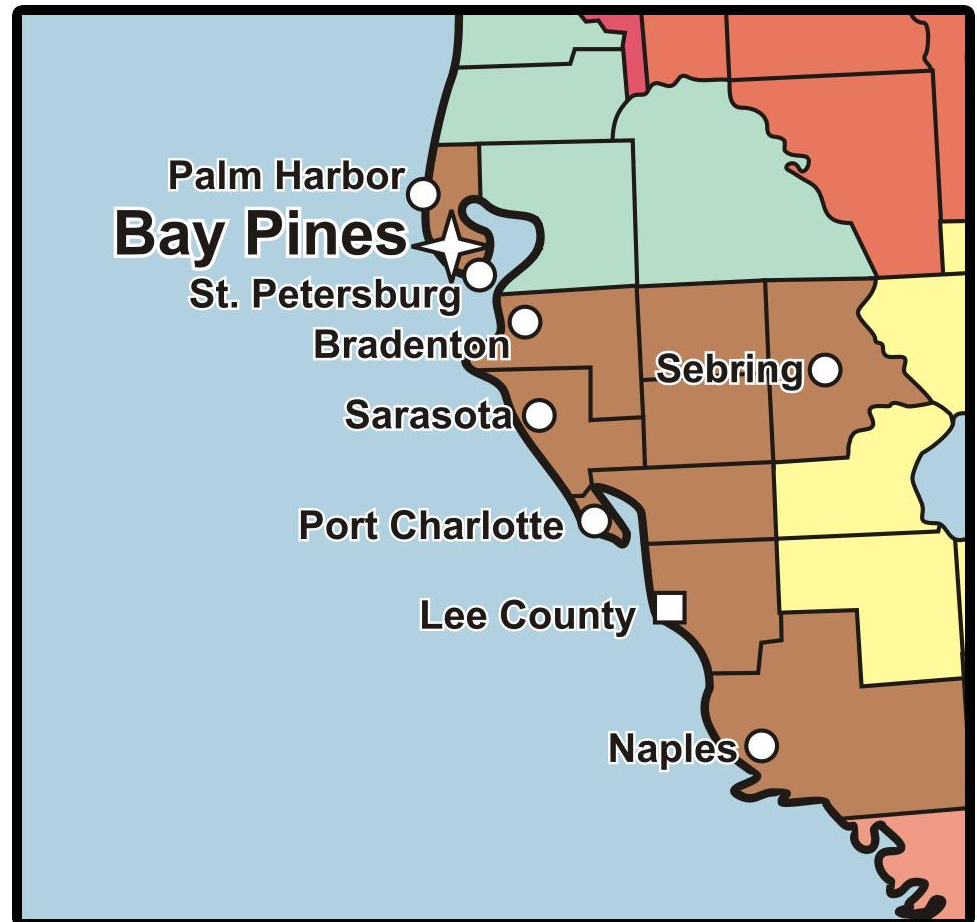 Palm Harbor
Bay Pines
St. Petersburg
Bradenton
Sebring
Sarasota
Port Charlotte
Lee County
Naples